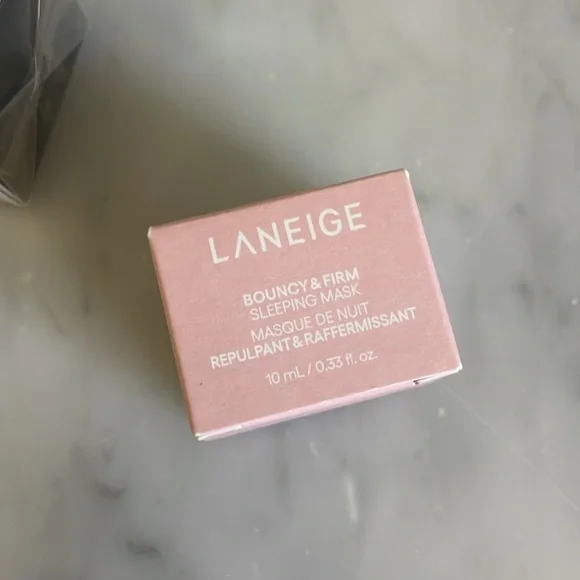 LANEIGE
BOUNCY & FIRM
SLEEPING MASK
MASQUE DE NUIT
REPULPANT & RAFFERMISSANT
10 mL / 0.33 fl. oz.